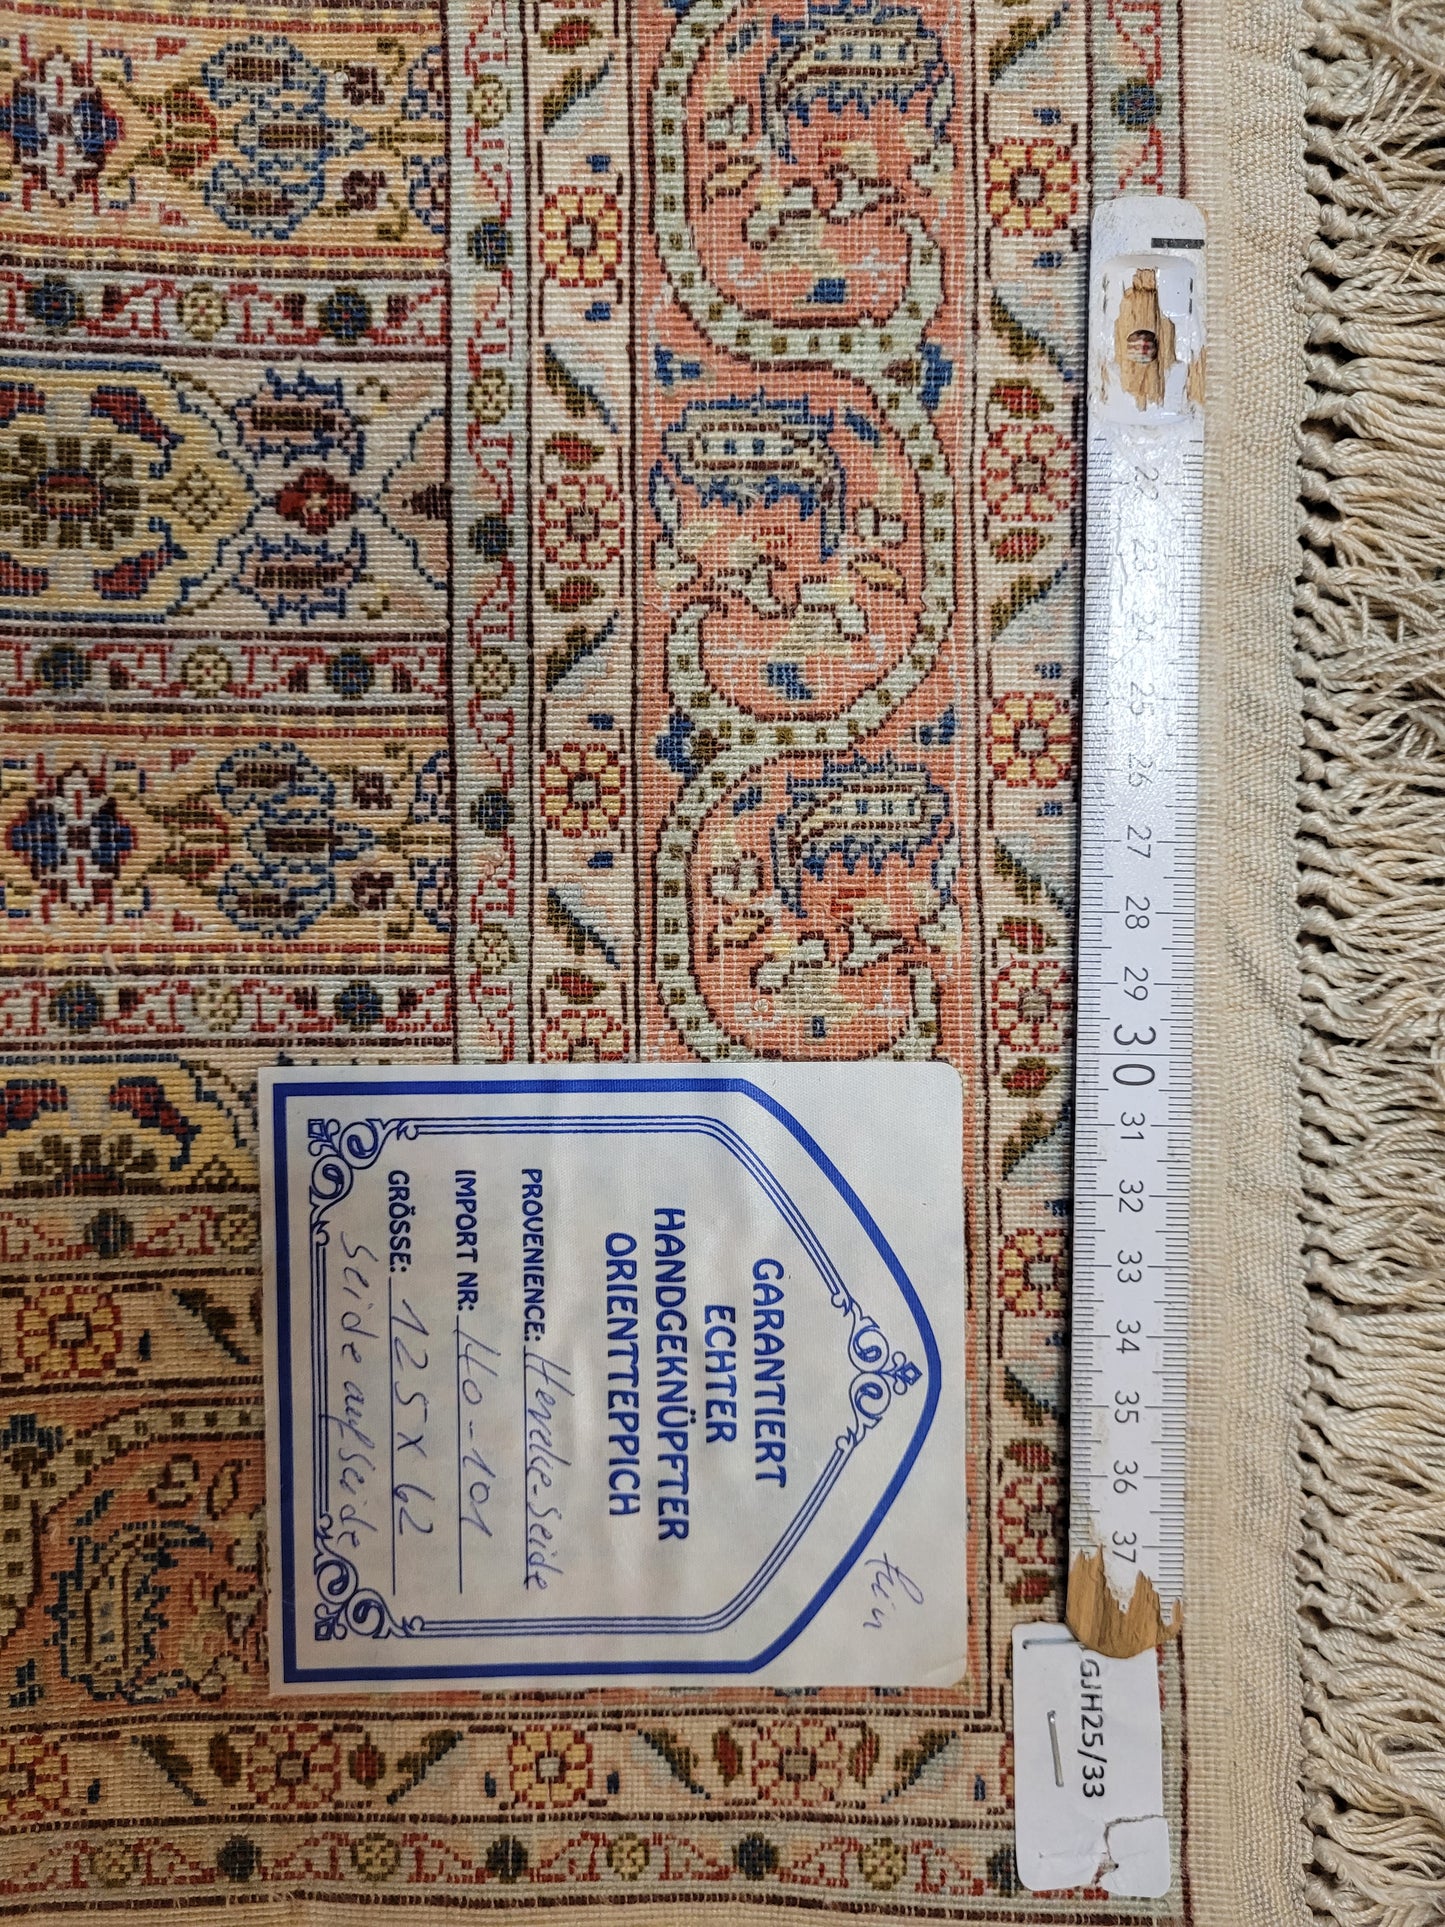 fein
GARANTIERT
ECHTER
HANDGEKNÜPFTER
ORIENTTEPPICH
PROVENIENCE: Hereke-Seide
IMPORT NR: Ho-101
GRÖSSE: 125 x 62
Seide auf Seide
22 23 24 25 26 27 28 29 30 31 32 33 34 35 36 37
GJH25/33